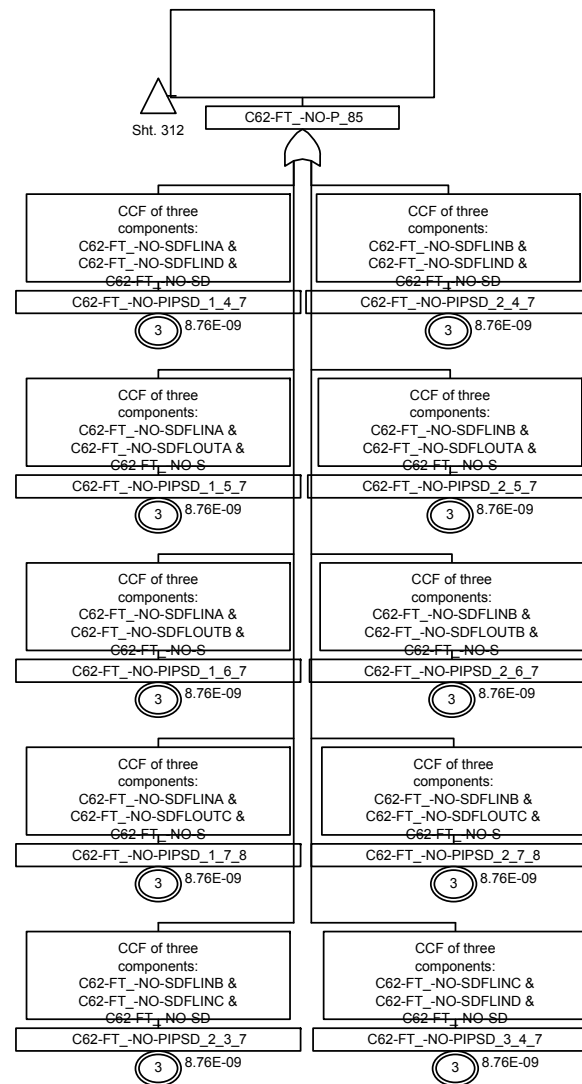 Sht. 312
C62-FT_-NO-P_85
CCF of three
components:
C62-FT_-NO-SDFLINA &
C62-FT_-NO-SDFLIND &
C62-FT_-NO-SD
C62-FT_-NO-PIPSD_1_4_7
3
8.76E-09
CCF of three
components:
C62-FT_-NO-SDFLINB &
C62-FT_-NO-SDFLIND &
C62-FT_-NO-SD
C62-FT_-NO-PIPSD_2_4_7
3
8.76E-09
CCF of three
components:
C62-FT_-NO-SDFLINA &
C62-FT_-NO-SDFLOUTA &
C62-FT_-NO-S
C62-FT_-NO-PIPSD_1_5_7
3
8.76E-09
CCF of three
components:
C62-FT_-NO-SDFLINB &
C62-FT_-NO-SDFLOUTA &
C62-FT_-NO-S
C62-FT_-NO-PIPSD_2_5_7
3
8.76E-09
CCF of three
components:
C62-FT_-NO-SDFLINA &
C62-FT_-NO-SDFLOUTB &
C62-FT_-NO-S
C62-FT_-NO-PIPSD_1_6_7
3
8.76E-09
CCF of three
components:
C62-FT_-NO-SDFLINB &
C62-FT_-NO-SDFLOUTB &
C62-FT_-NO-S
C62-FT_-NO-PIPSD_2_6_7
3
8.76E-09
CCF of three
components:
C62-FT_-NO-SDFLINA &
C62-FT_-NO-SDFLOUTC &
C62-FT_-NO-S
C62-FT_-NO-PIPSD_1_7_8
3
8.76E-09
CCF of three
components:
C62-FT_-NO-SDFLINB &
C62-FT_-NO-SDFLOUTC &
C62-FT_-NO-S
C62-FT_-NO-PIPSD_2_7_8
3
8.76E-09
CCF of three
components:
C62-FT_-NO-SDFLINB &
C62-FT_-NO-SDFLINC &
C62-FT_-NO-SD
C62-FT_-NO-PIPSD_2_3_7
3
8.76E-09
CCF of three
components:
C62-FT_-NO-SDFLINC &
C62-FT_-NO-SDFLIND &
C62-FT_-NO-SD
C62-FT_-NO-PIPSD_3_4_7
3
8.76E-09